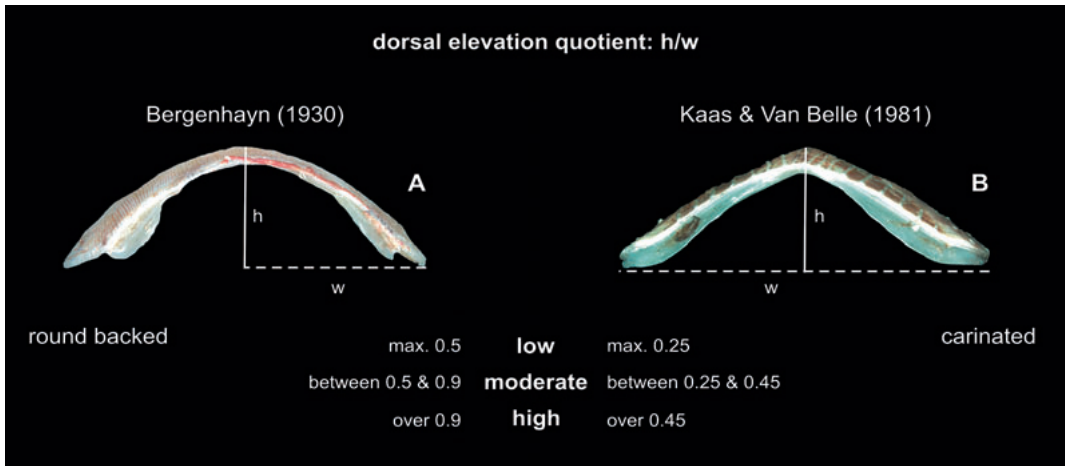 dorsal elevation quotient: h/w
Bergenhayn (1930)
Kaas & Van Belle (1981)
A
B
h
h
w
w
round backed
carinated
max. 0.5 low max. 0.25
between 0.5 & 0.9 moderate between 0.25 & 0.45
over 0.9 high over 0.45